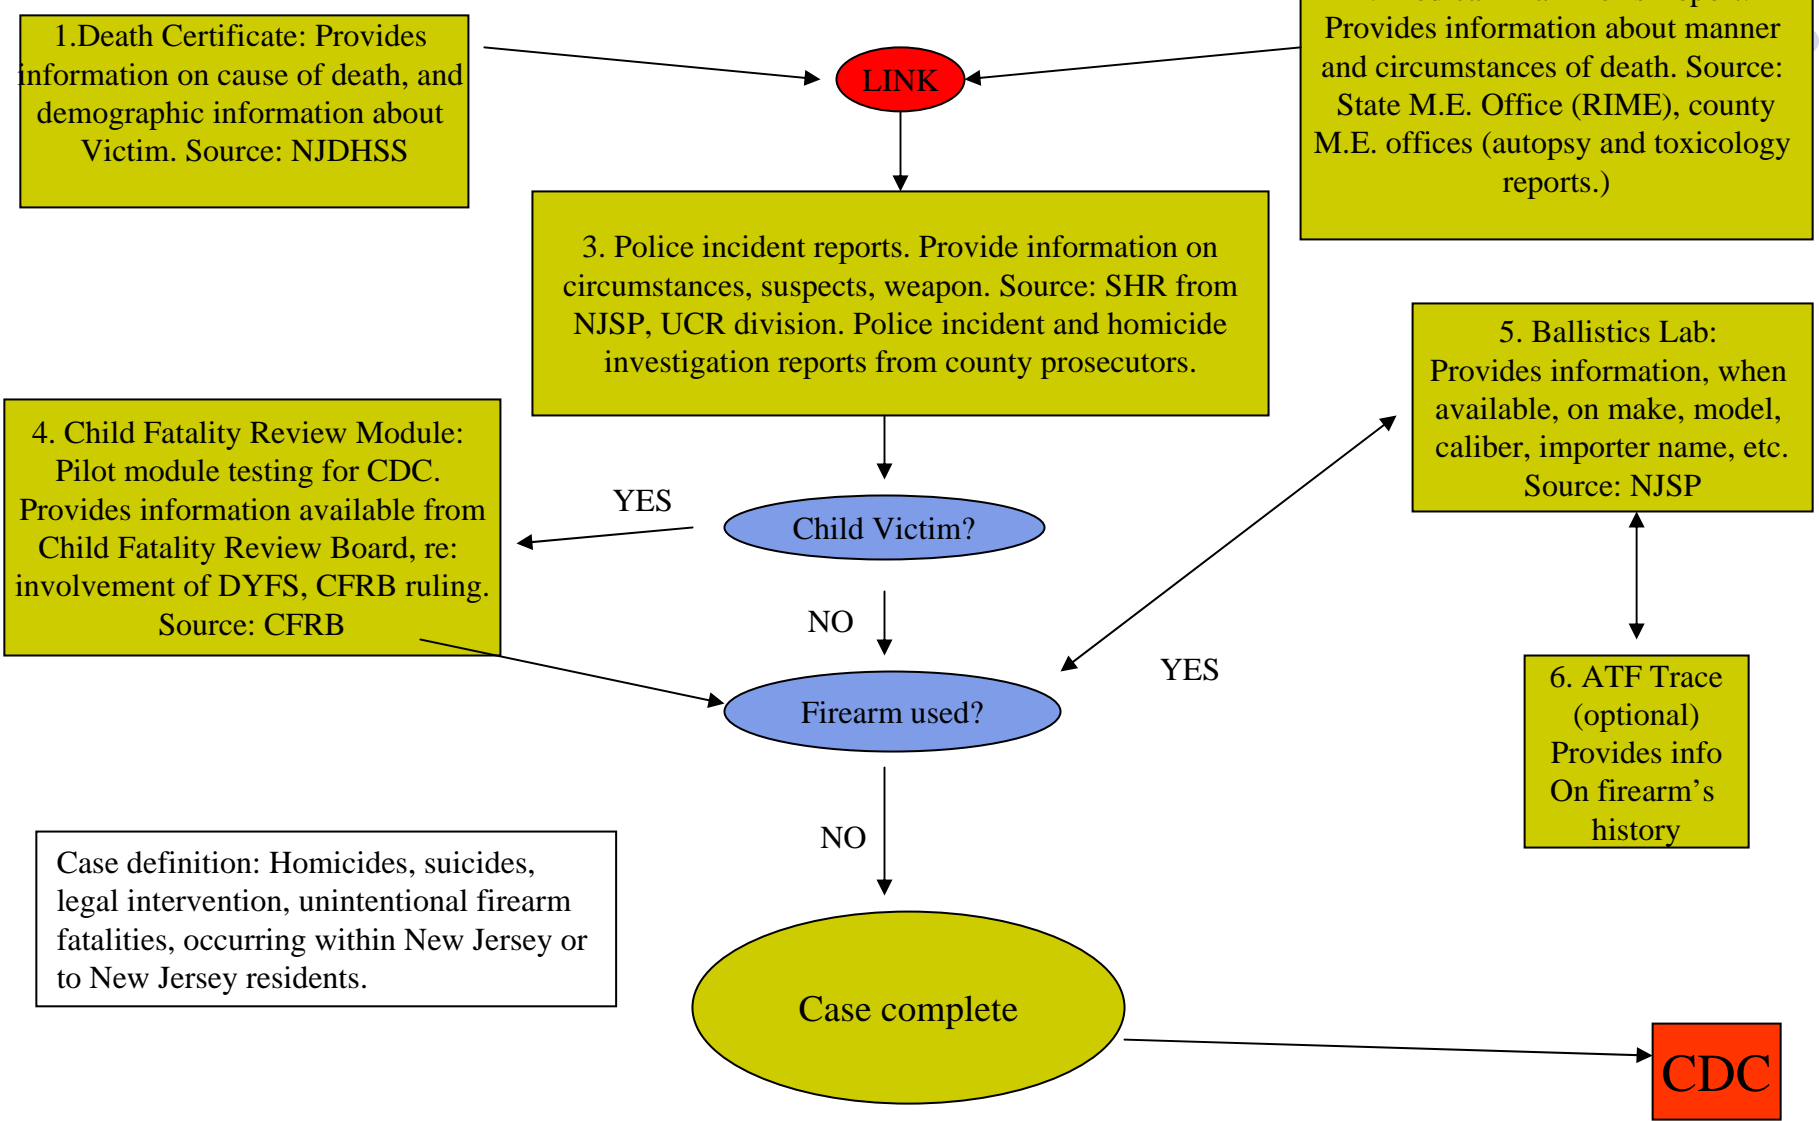 1.Death Certificate: Provides
information on cause of death, and
demographic information about
Victim. Source: NJDHSS
LINK
Provides information about manner
and circumstances of death. Source:
State M.E. Office (RIME), county
M.E. offices (autopsy and toxicology
reports.)
3. Police incident reports. Provide information on
circumstances, suspects, weapon. Source: SHR from
NJSP, UCR division. Police incident and homicide
investigation reports from county prosecutors.
5. Ballistics Lab:
Provides information, when
available, on make, model,
caliber, importer name, etc.
Source: NJSP
4. Child Fatality Review Module:
Pilot module testing for CDC.
Provides information available from
Child Fatality Review Board, re:
involvement of DYFS, CFRB ruling.
Source: CFRB
YES
Child Victim?
NO
YES
Firearm used?
6. ATF Trace
(optional)
Provides info
On firearm’s
history
NO
Case definition: Homicides, suicides,
legal intervention, unintentional firearm
fatalities, occurring within New Jersey or
to New Jersey residents.
Case complete
CDC